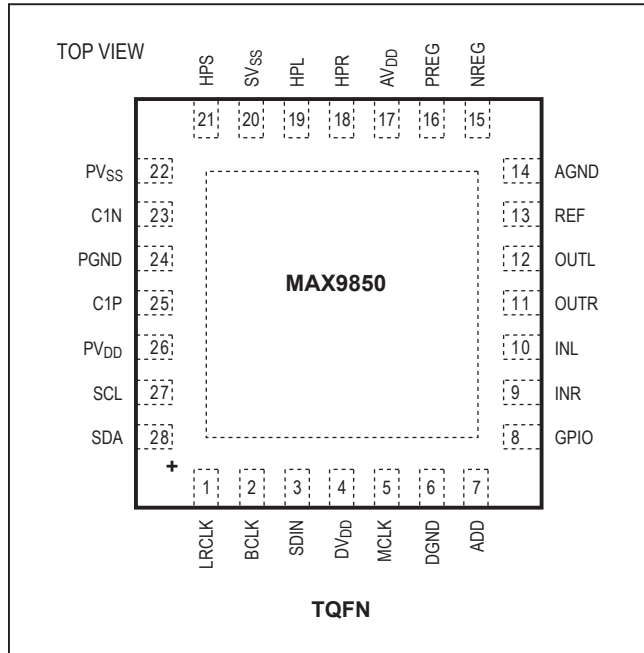 TOP VIEW
HPS
SVSS
HPL
HPR
AVDD
PREG
NREG
21
20
19
18
17
16
15
PVSS 22
C1N 23
PGND 24
C1P 25
PVDD 26
SCL 27
SDA 28
14 AGND
13 REF
12 OUTL
11 OUTR
10 INL
9 INR
8 GPIO
MAX9850
+
1
2
3
4
5
6
7
LRCLK
BCLK
SDIN
DVDD
MCLK
DGND
ADD
TQFN